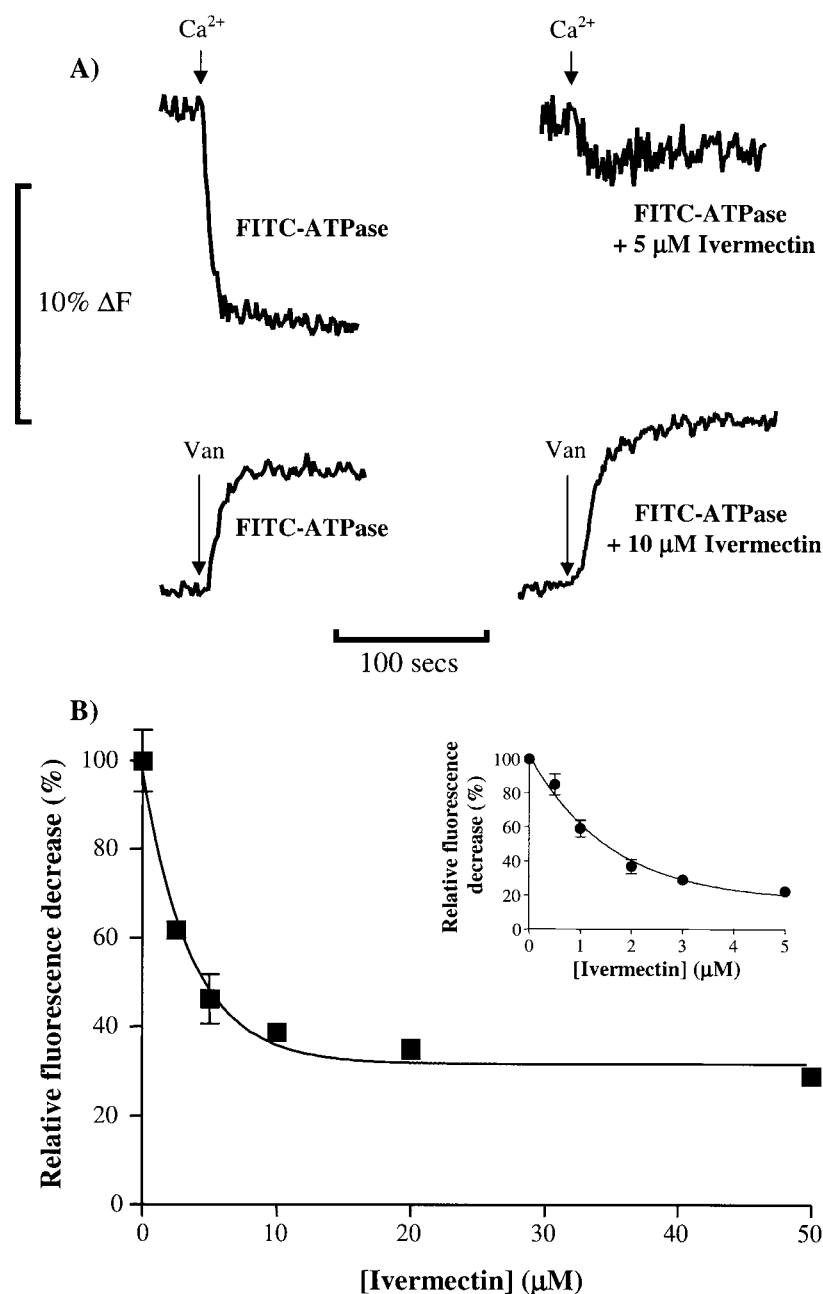 A)
Ca²⁺
Ca²⁺
10% ΔF
FITC-ATPase
FITC-ATPase
+ 5 μM Ivermectin
Van
Van
FITC-ATPase
FITC-ATPase
+ 10 μM Ivermectin
100 secs
B)
Relative fluorescence decrease (%)
100
80
60
40
20
0
0
10
20
30
40
50
[Ivermectin] (μM)
Relative fluorescence
decrease (%)
100
80
60
40
20
0
0
1
2
3
4
5
[Ivermectin] (μM)